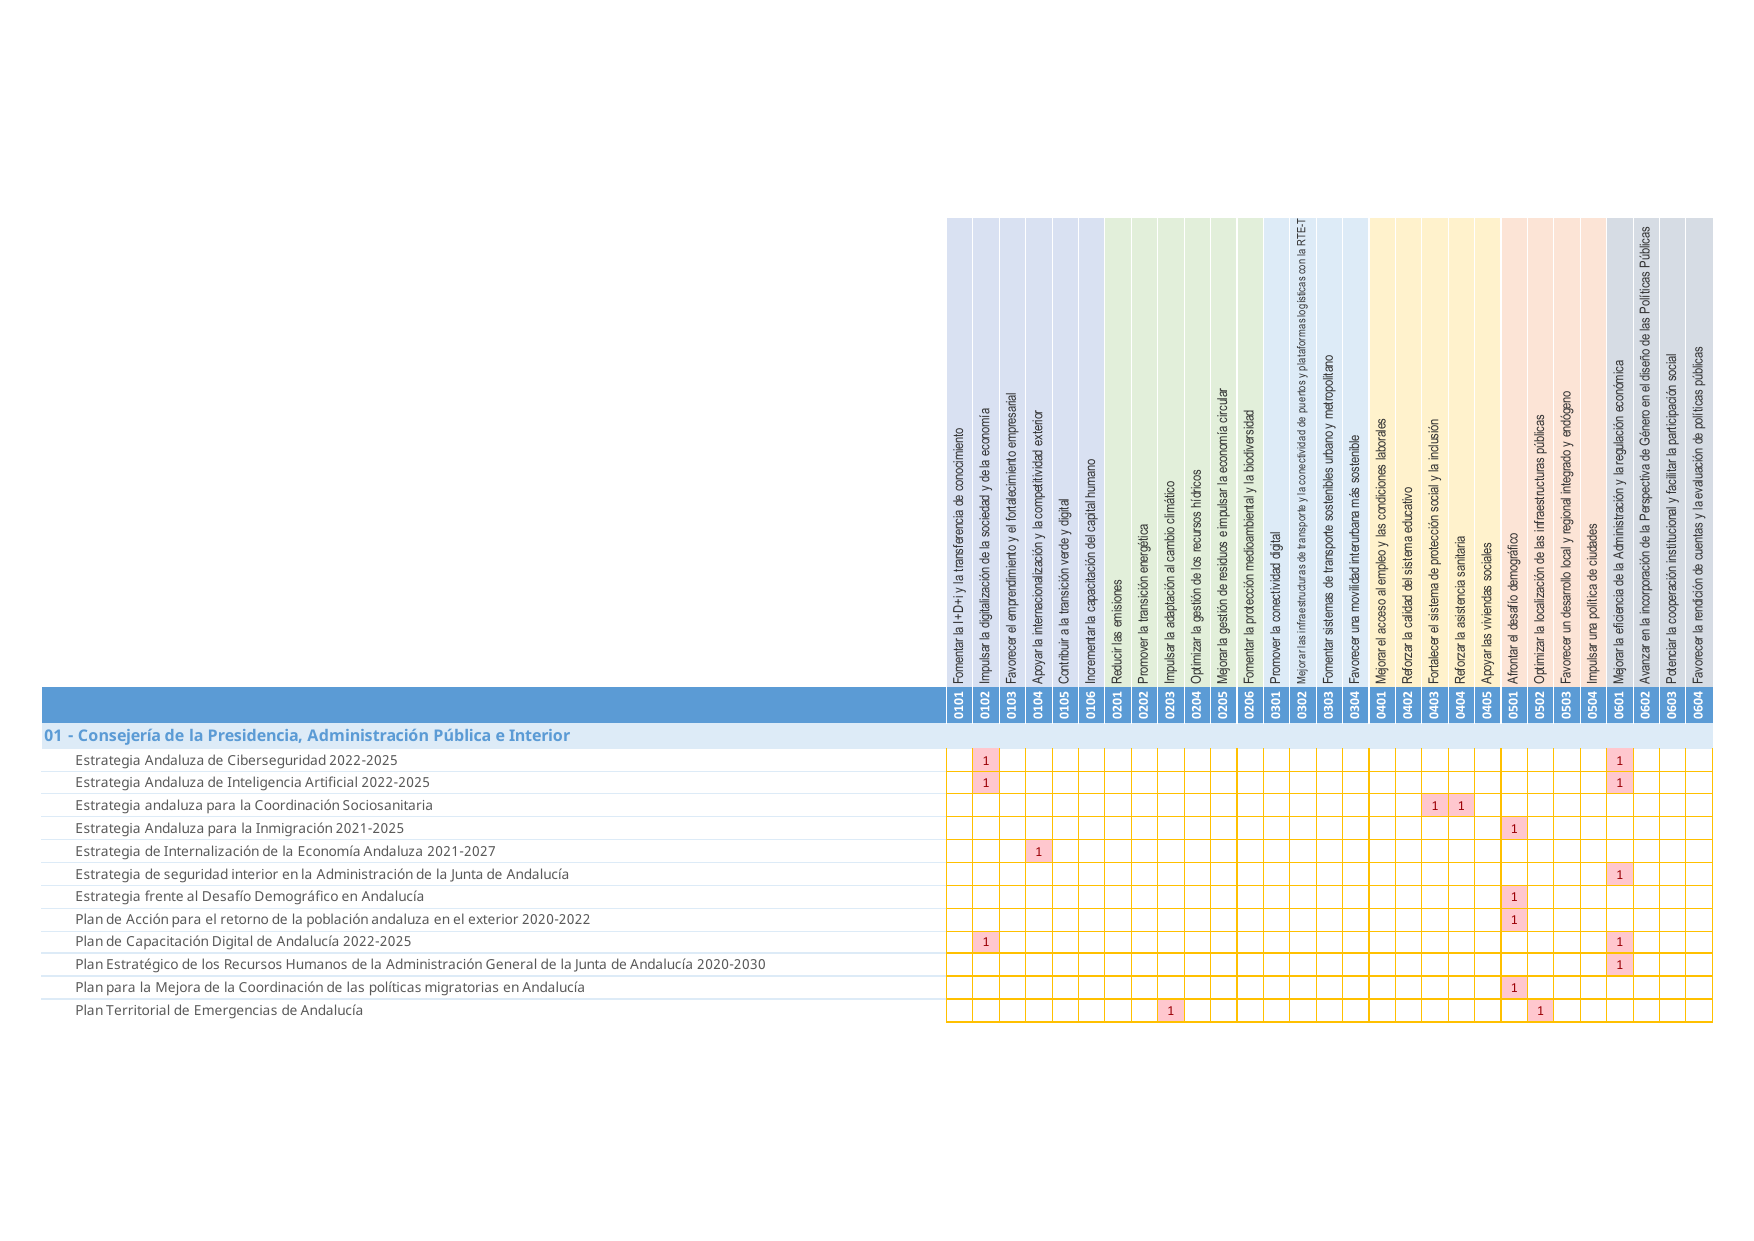 Fomentar la I+D+i y la transferencia de conocimiento
Impulsar la digitalización de la sociedad y de la economía
Favorecer el emprendimiento y el fortalecimiento empresarial
Apoyar la internacionalización y la competitividad exterior
Contribuir a la transición verde y digital
Incrementar la capacitación del capital humano
Reducir las emisiones
Promover la transición energética
Impulsar la adaptación al cambio climático
Optimizar la gestión de los recursos hídricos
Mejorar la gestión de residuos e impulsar la economía circular
Fomentar la protección medioambiental y la biodiversidad
Promover la conectividad digital
Mejorar las infraestructuras de transporte y la conectividad de puertos y plataformas logísticas con la RTE-T
Fomentar sistemas de transporte sostenibles urbano y metropolitano
Favorecer una movilidad interurbana más sostenible
Mejorar el acceso al empleo y las condiciones laborales
Reforzar la calidad del sistema educativo
Fortalecer el sistema de protección social y la inclusión
Reforzar la asistencia sanitaria
Apoyar las viviendas sociales
Afrontar el desafío demográfico
Optimizar la localización de las infraestructuras públicas
Favorecer un desarrollo local y regional integrado y endógeno
Impulsar una política de ciudades
Mejorar la eficiencia de la Administración y la regulación económica
Avanzar en la incorporación de la Perspectiva de Género en el diseño de las Políticas Públicas
Potenciar la cooperación institucional y facilitar la participación social
Favorecer la rendición de cuentas y la evaluación de políticas públicas
0101 0102 0103 0104 0105 0106 0201 0202 0203 0204 0205 0206 0301 0302 0303 0304 0401 0402 0403 0404 0405 0501 0502 0503 0504 0601 0602 0603 0604
01 - Consejería de la Presidencia, Administración Pública e Interior
Estrategia Andaluza de Ciberseguridad 2022-2025 1 1
Estrategia Andaluza de Inteligencia Artificial 2022-2025 1 1
Estrategia andaluza para la Coordinación Sociosanitaria 1 1
Estrategia Andaluza para la Inmigración 2021-2025 1
Estrategia de Internalización de la Economía Andaluza 2021-2027 1
Estrategia de seguridad interior en la Administración de la Junta de Andalucía 1
Estrategia frente al Desafío Demográfico en Andalucía 1
Plan de Acción para el retorno de la población andaluza en el exterior 2020-2022 1
Plan de Capacitación Digital de Andalucía 2022-2025 1 1
Plan Estratégico de los Recursos Humanos de la Administración General de la Junta de Andalucía 2020-2030 1
Plan para la Mejora de la Coordinación de las políticas migratorias en Andalucía 1
Plan Territorial de Emergencias de Andalucía 1 1